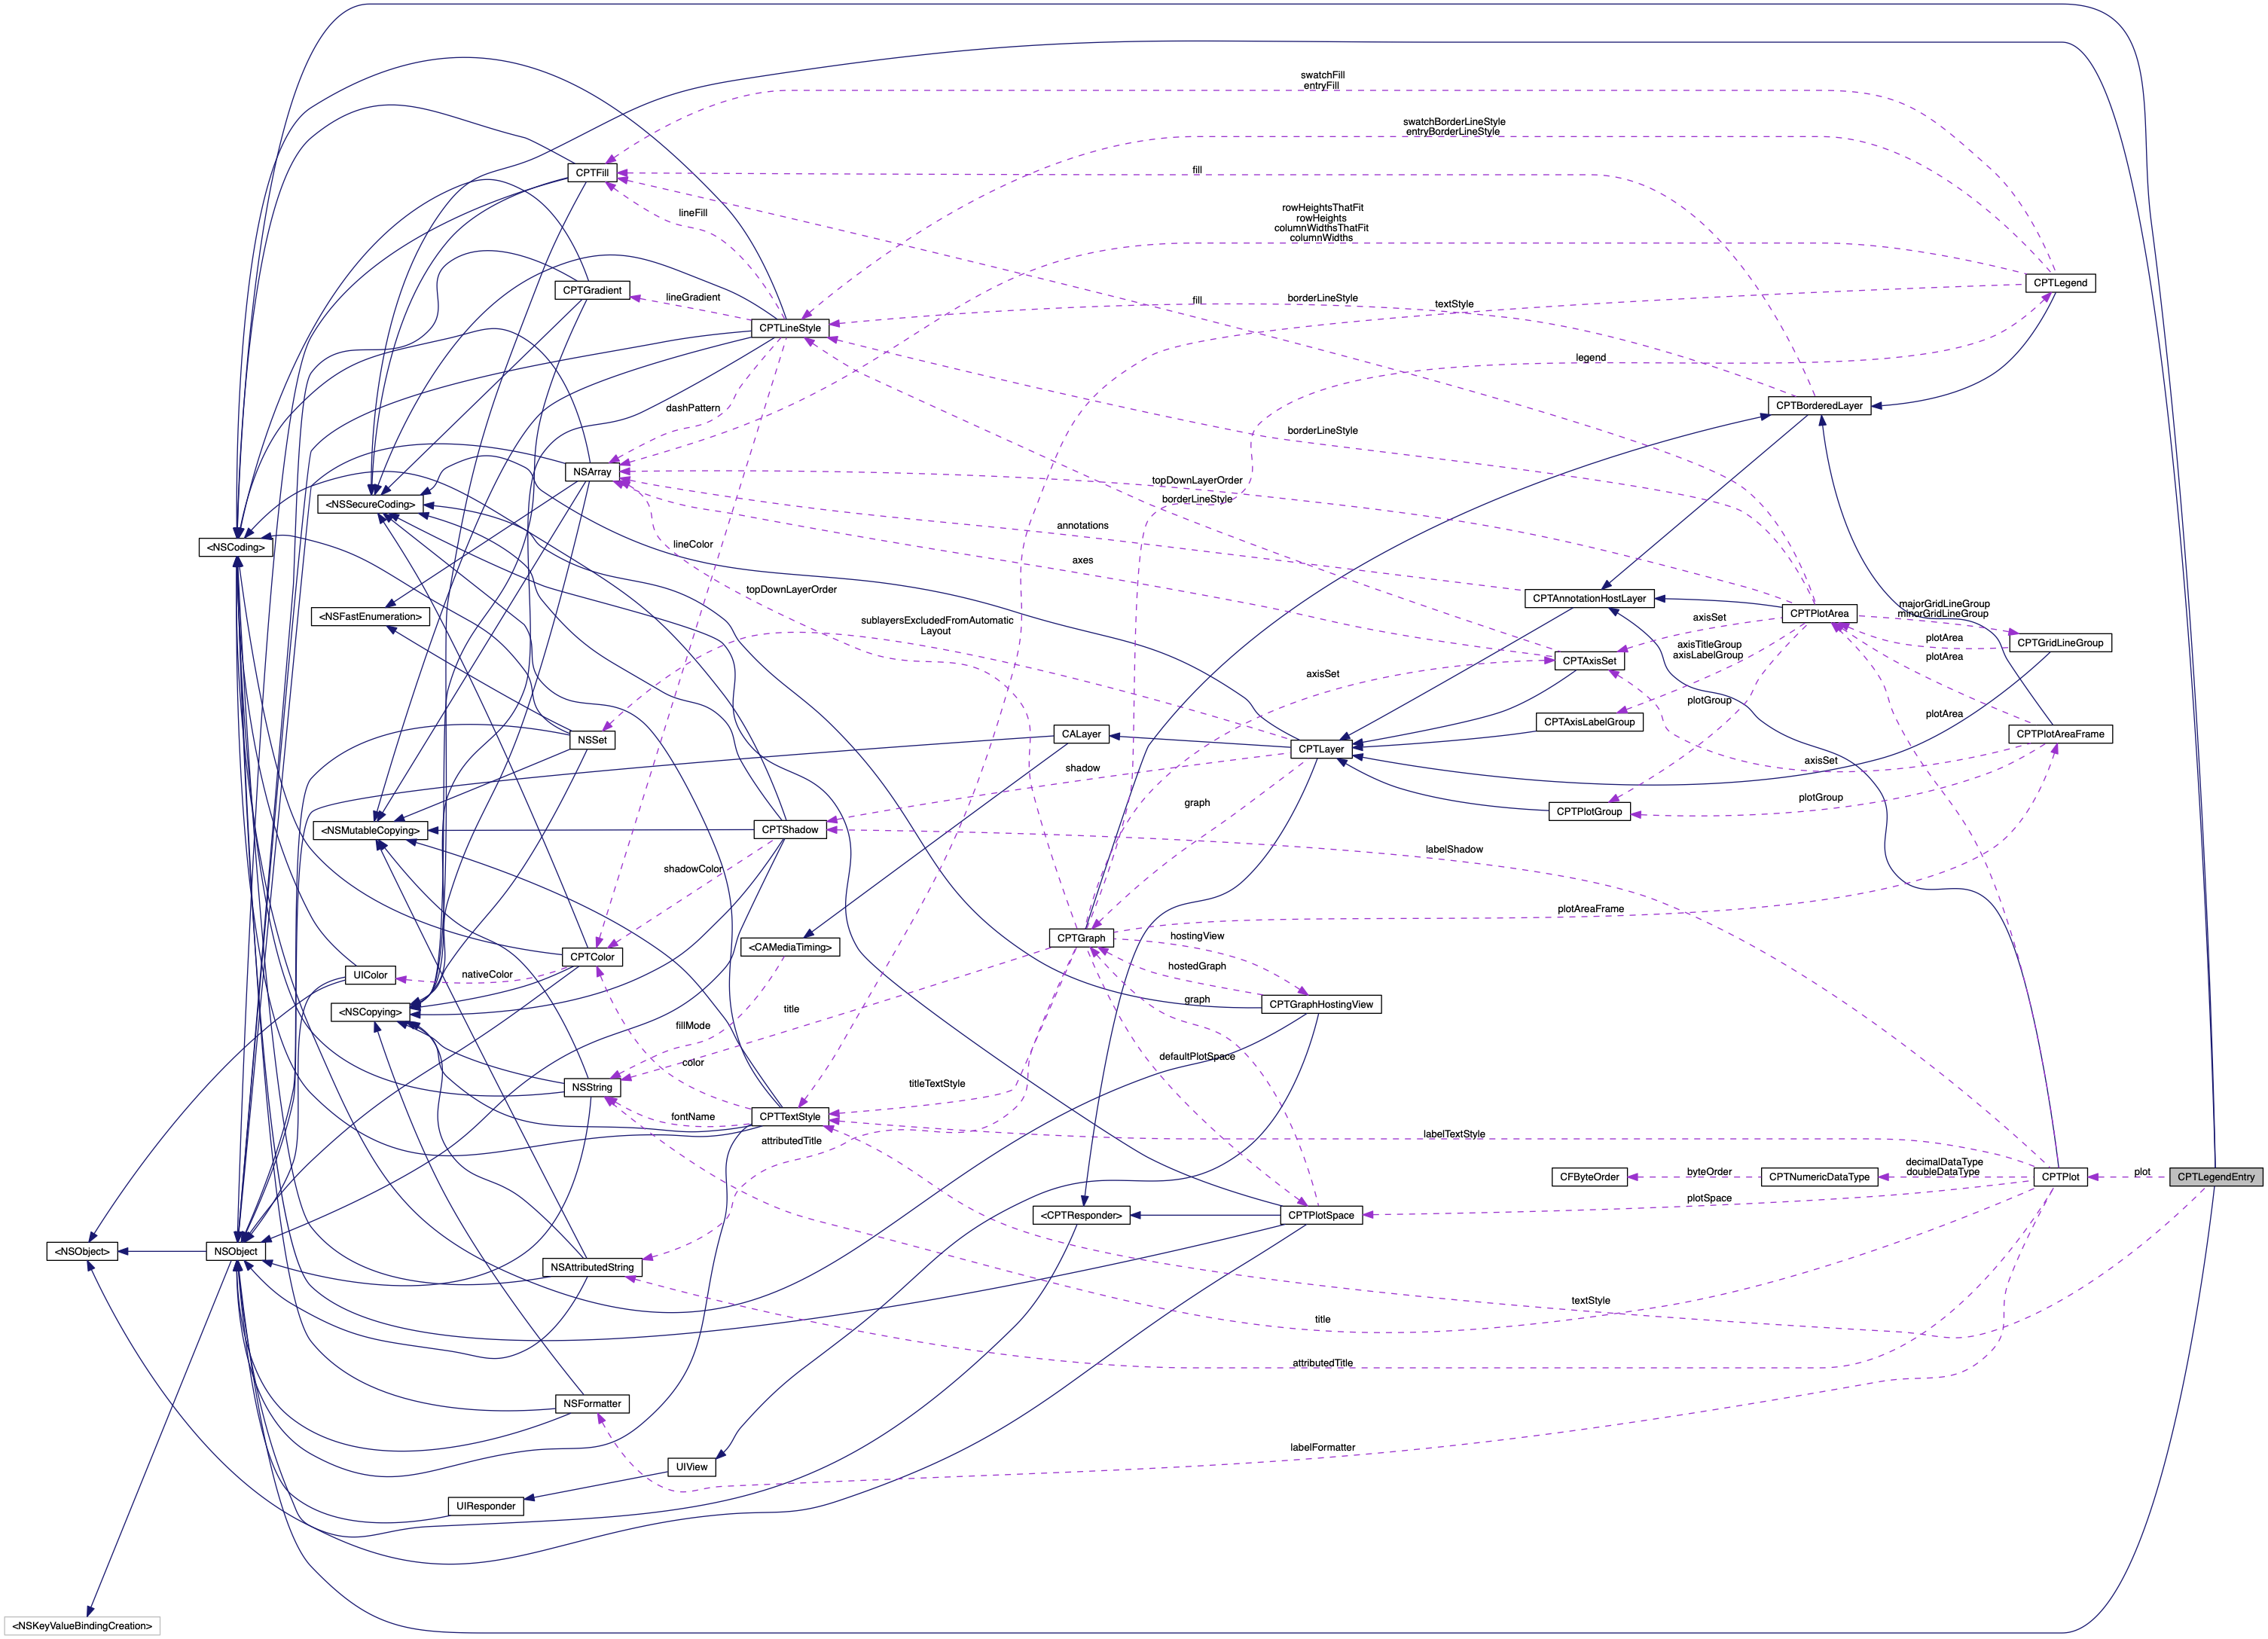 swatchFill
entryFill
swatchBorderLineStyle
entryBorderLineStyle
CPTFill
fill
lineFill
rowHeightsThatFit
rowHeights
columnWidthsThatFit
columnWidths
CPTGradient
lineGradient
CPTLegend
fill
borderLineStyle
textStyle
CPTLineStyle
legend
dashPattern
CPTBorderedLayer
borderLineStyle
NSArray
topDownLayerOrder
<NSSecureCoding>
borderLineStyle
annotations
<NSCoding>
lineColor
axes
topDownLayerOrder
CPTAnnotationHostLayer
<NSFastEnumeration>
sublayersExcludedFromAutomatic
Layout
axisSet
CPTPlotArea
majorGridLineGroup
minorGridLineGroup
CPTGridLineGroup
plotArea
axisTitleGroup
axisLabelGroup
plotArea
CPTAxisSet
axisSet
plotGroup
plotArea
CPTAxisLabelGroup
NSSet
CALayer
CPTLayer
CPTPlotAreaFrame
shadow
axisSet
graph
plotGroup
CPTPlotGroup
<NSMutableCopying>
CPTShadow
labelShadow
shadowColor
plotAreaFrame
CPTGraph
hostingView
<CAMediaTiming>
CPTColor
hostedGraph
UIColor
nativeColor
graph
CPTGraphHostingView
<NSCopying>
title
fillMode
defaultPlotSpace
color
NSString
titleTextStyle
fontName
CPTTextStyle
attributedTitle
labelTextStyle
CFByteOrder
byteOrder
CPTNumericDataType
decimalDataType
doubleDataType
CPTPlot
plot
CPTLegendEntry
plotSpace
<CPTResponder>
CPTPlotSpace
<NSObject>
NSObject
NSAttributedString
textStyle
title
attributedTitle
NSFormatter
labelFormatter
UIView
UIResponder
<NSKeyValueBindingCreation>